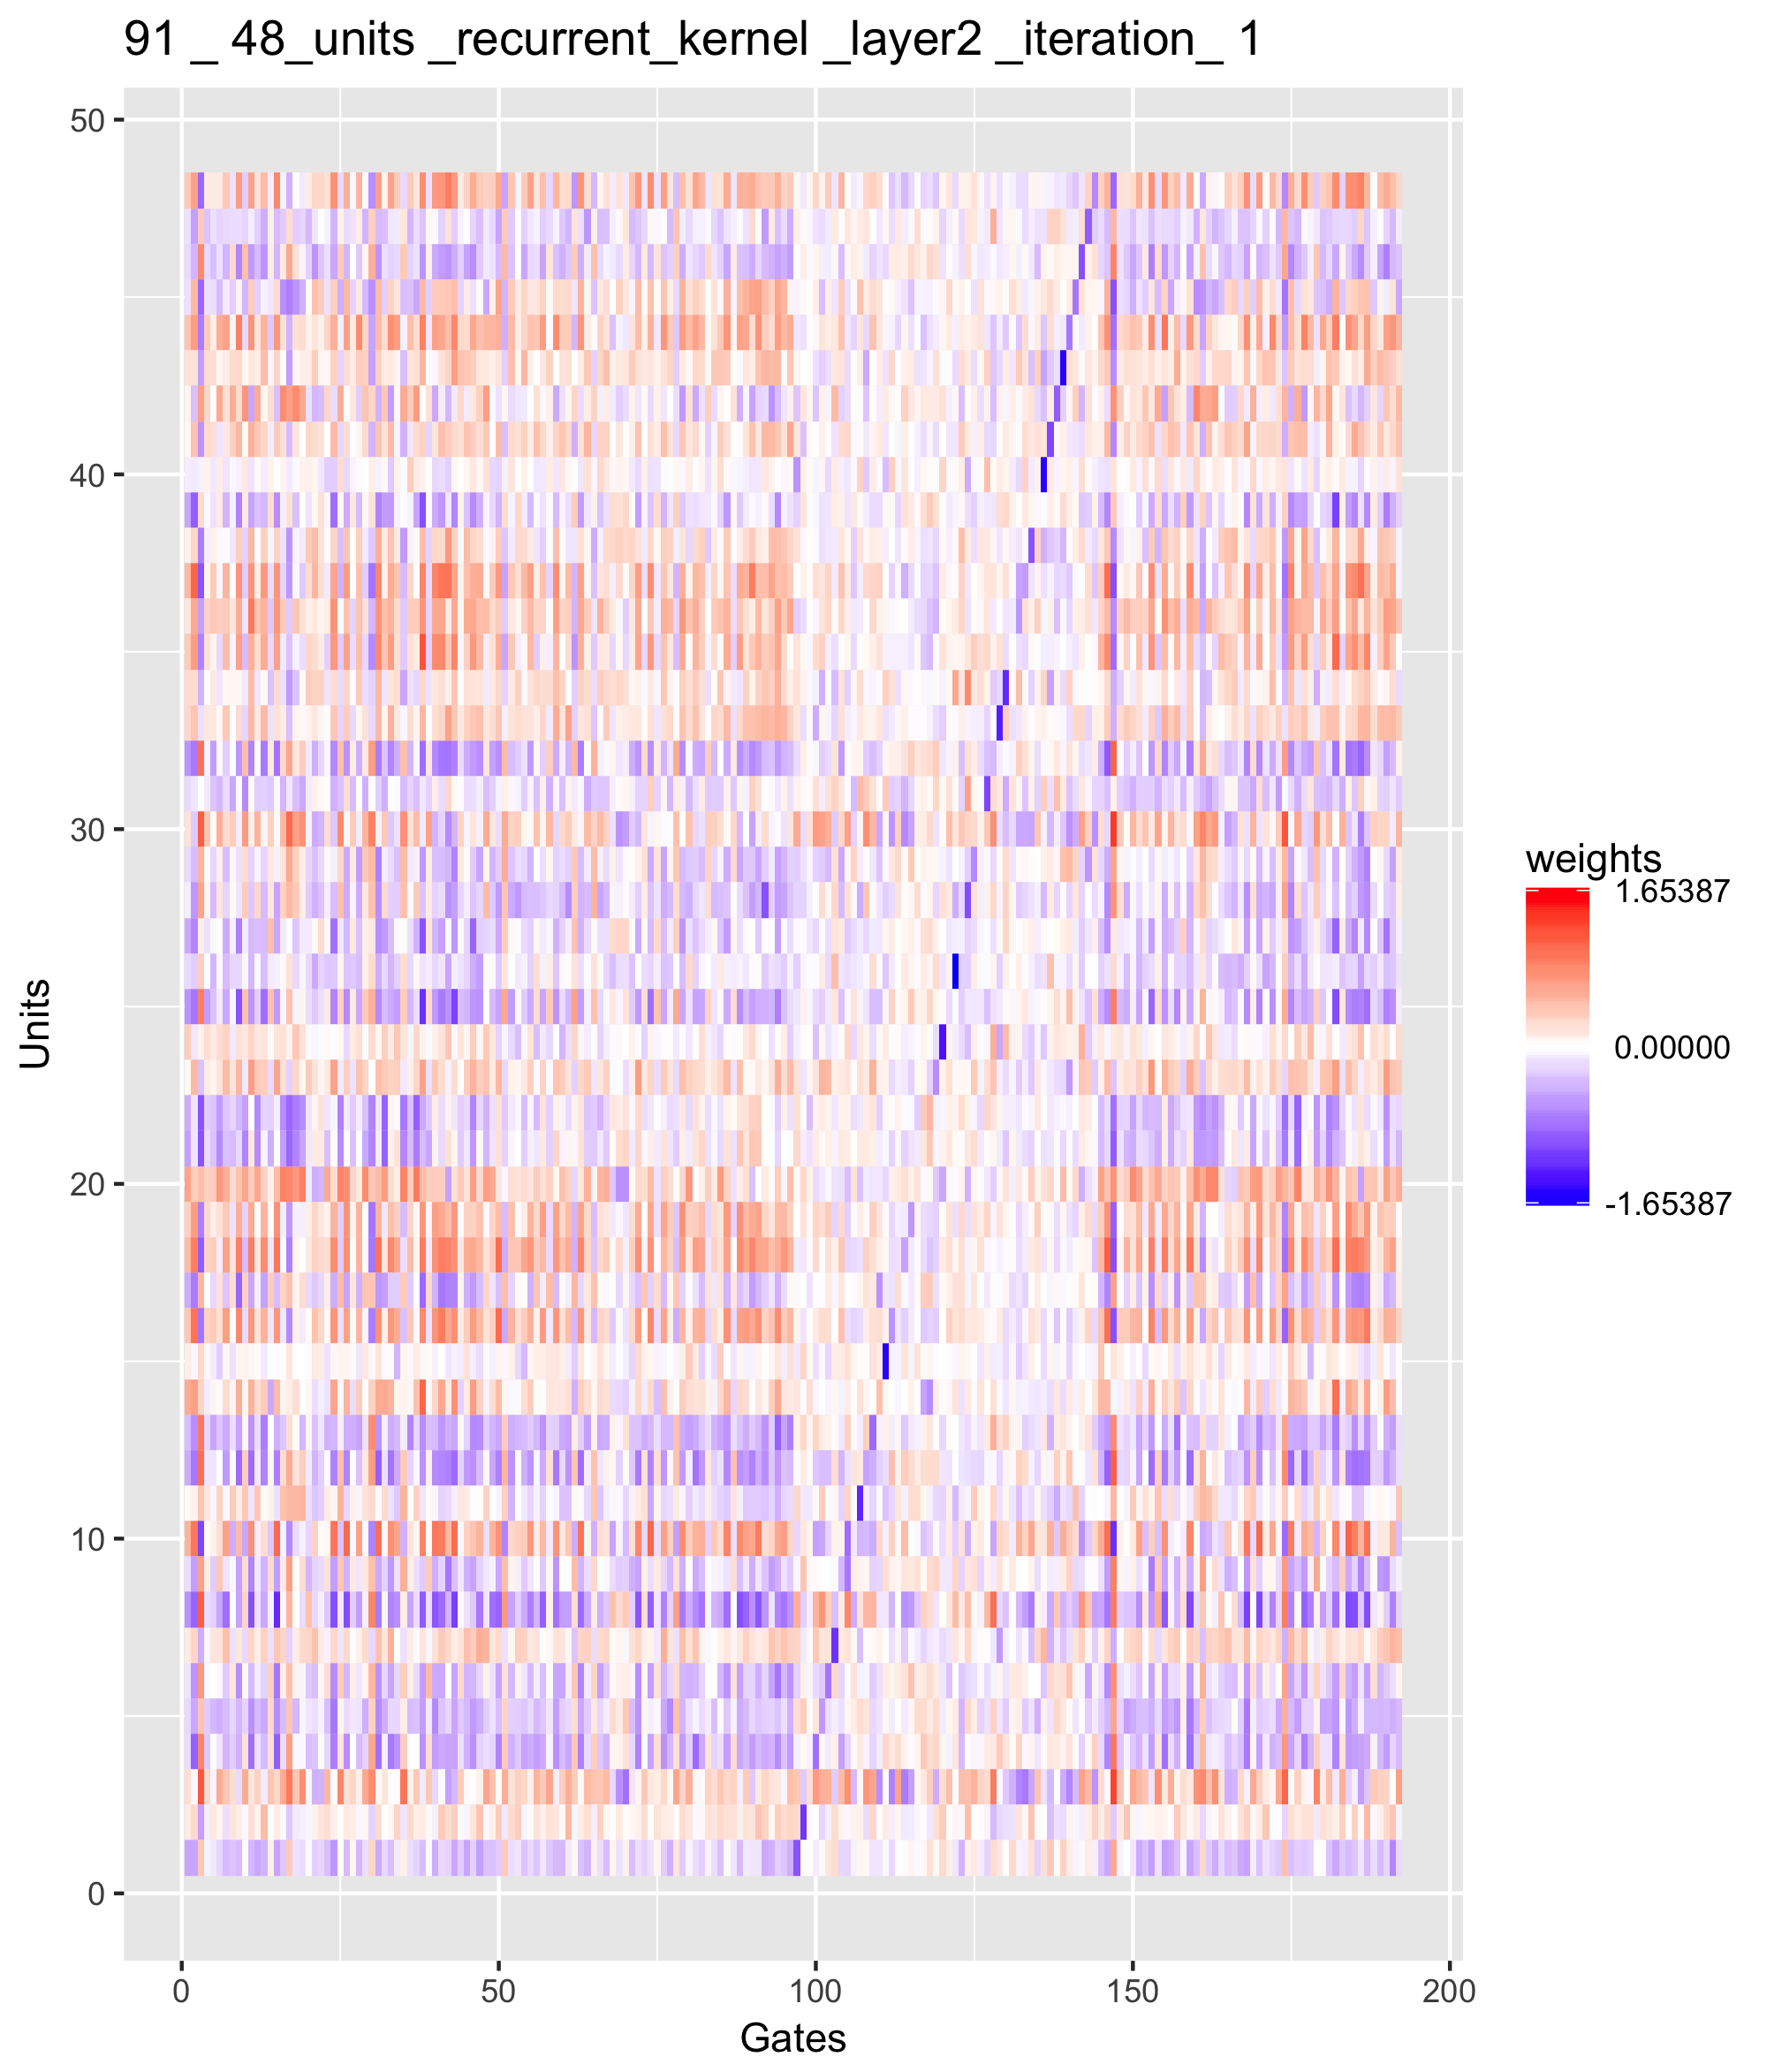 91 _ 48_units _recurrent_kernel _layer2 _iteration_ 1
50
40
30
20
10
0
Units
0 50 100 150 200
Gates
weights
1.65387
0.00000
-1.65387